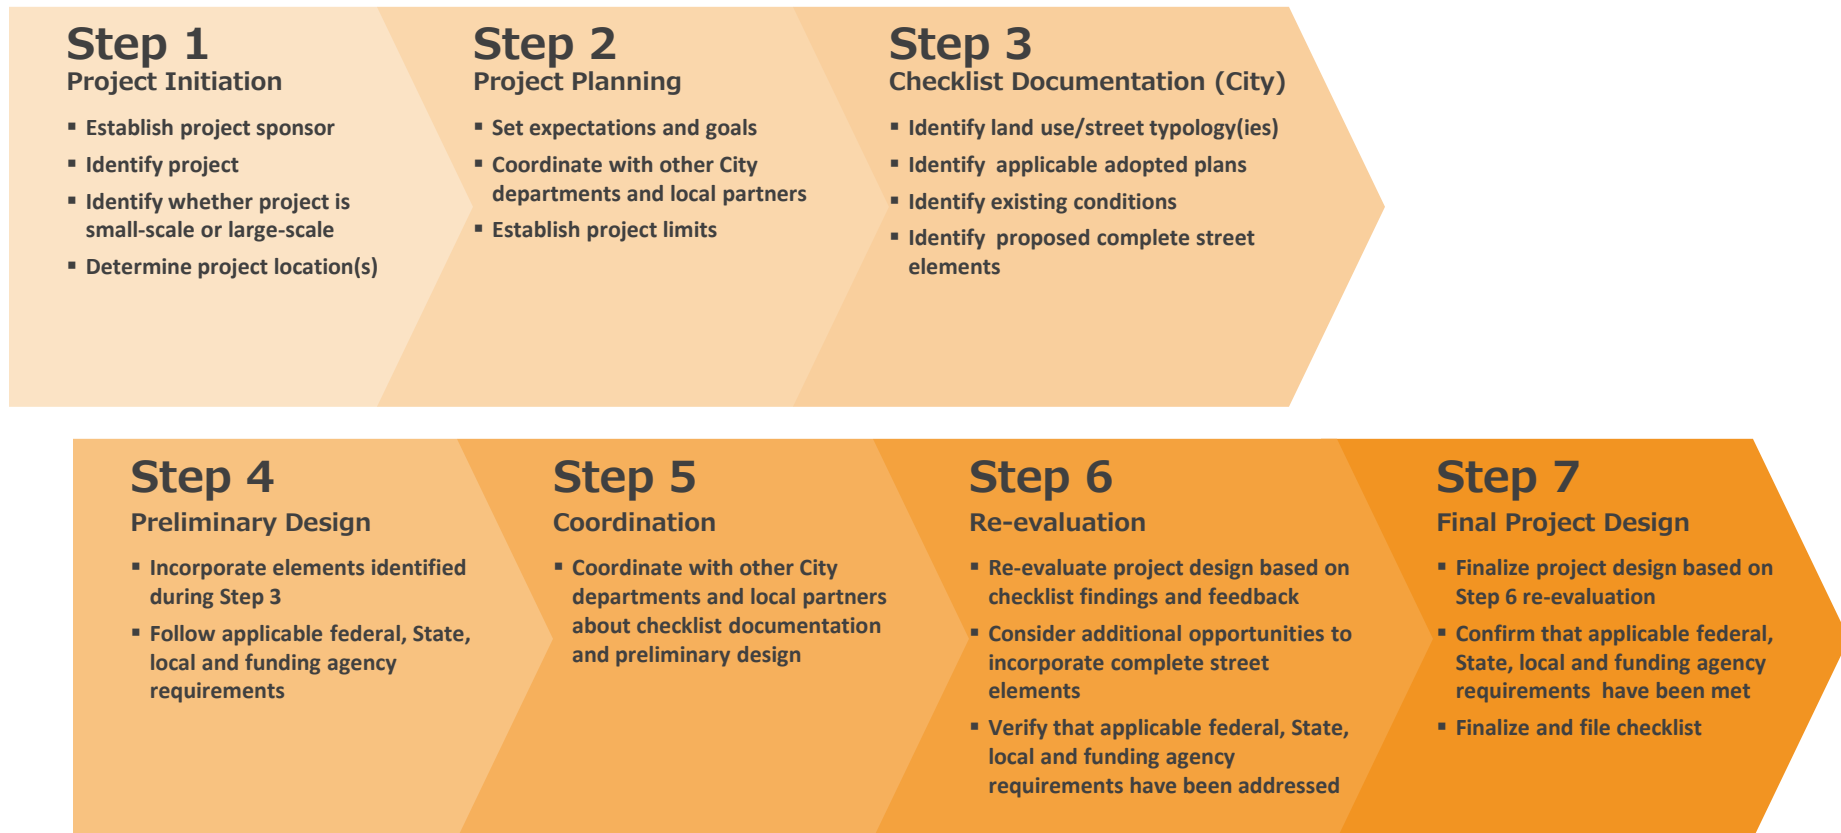 Step 1
Project Initiation
▪ Establish project sponsor
▪ Identify project
▪ Identify whether project is
small-scale or large-scale
▪ Determine project location(s)
Step 2
Project Planning
▪ Set expectations and goals
▪ Coordinate with other City
departments and local partners
▪ Establish project limits
Step 3
Checklist Documentation (City)
▪ Identify land use/street typology(ies)
▪ Identify  applicable adopted plans
▪ Identify existing conditions
▪ Identify  proposed complete street
elements
Step 4
Preliminary Design
▪ Incorporate elements identified
during Step 3
▪ Follow applicable federal, State,
local and funding agency
requirements
Step 5
Coordination
▪ Coordinate with other City
departments and local partners
about checklist documentation
and preliminary design
Step 6
Re-evaluation
▪ Re-evaluate project design based on
checklist findings and feedback
▪ Consider additional opportunities to
incorporate complete street
elements
▪ Verify that applicable federal, State,
local and funding agency
requirements have been addressed
Step 7
Final Project Design
▪ Finalize project design based on
Step 6 re-evaluation
▪ Confirm that applicable federal,
State, local and funding agency
requirements  have been met
▪ Finalize and file checklist